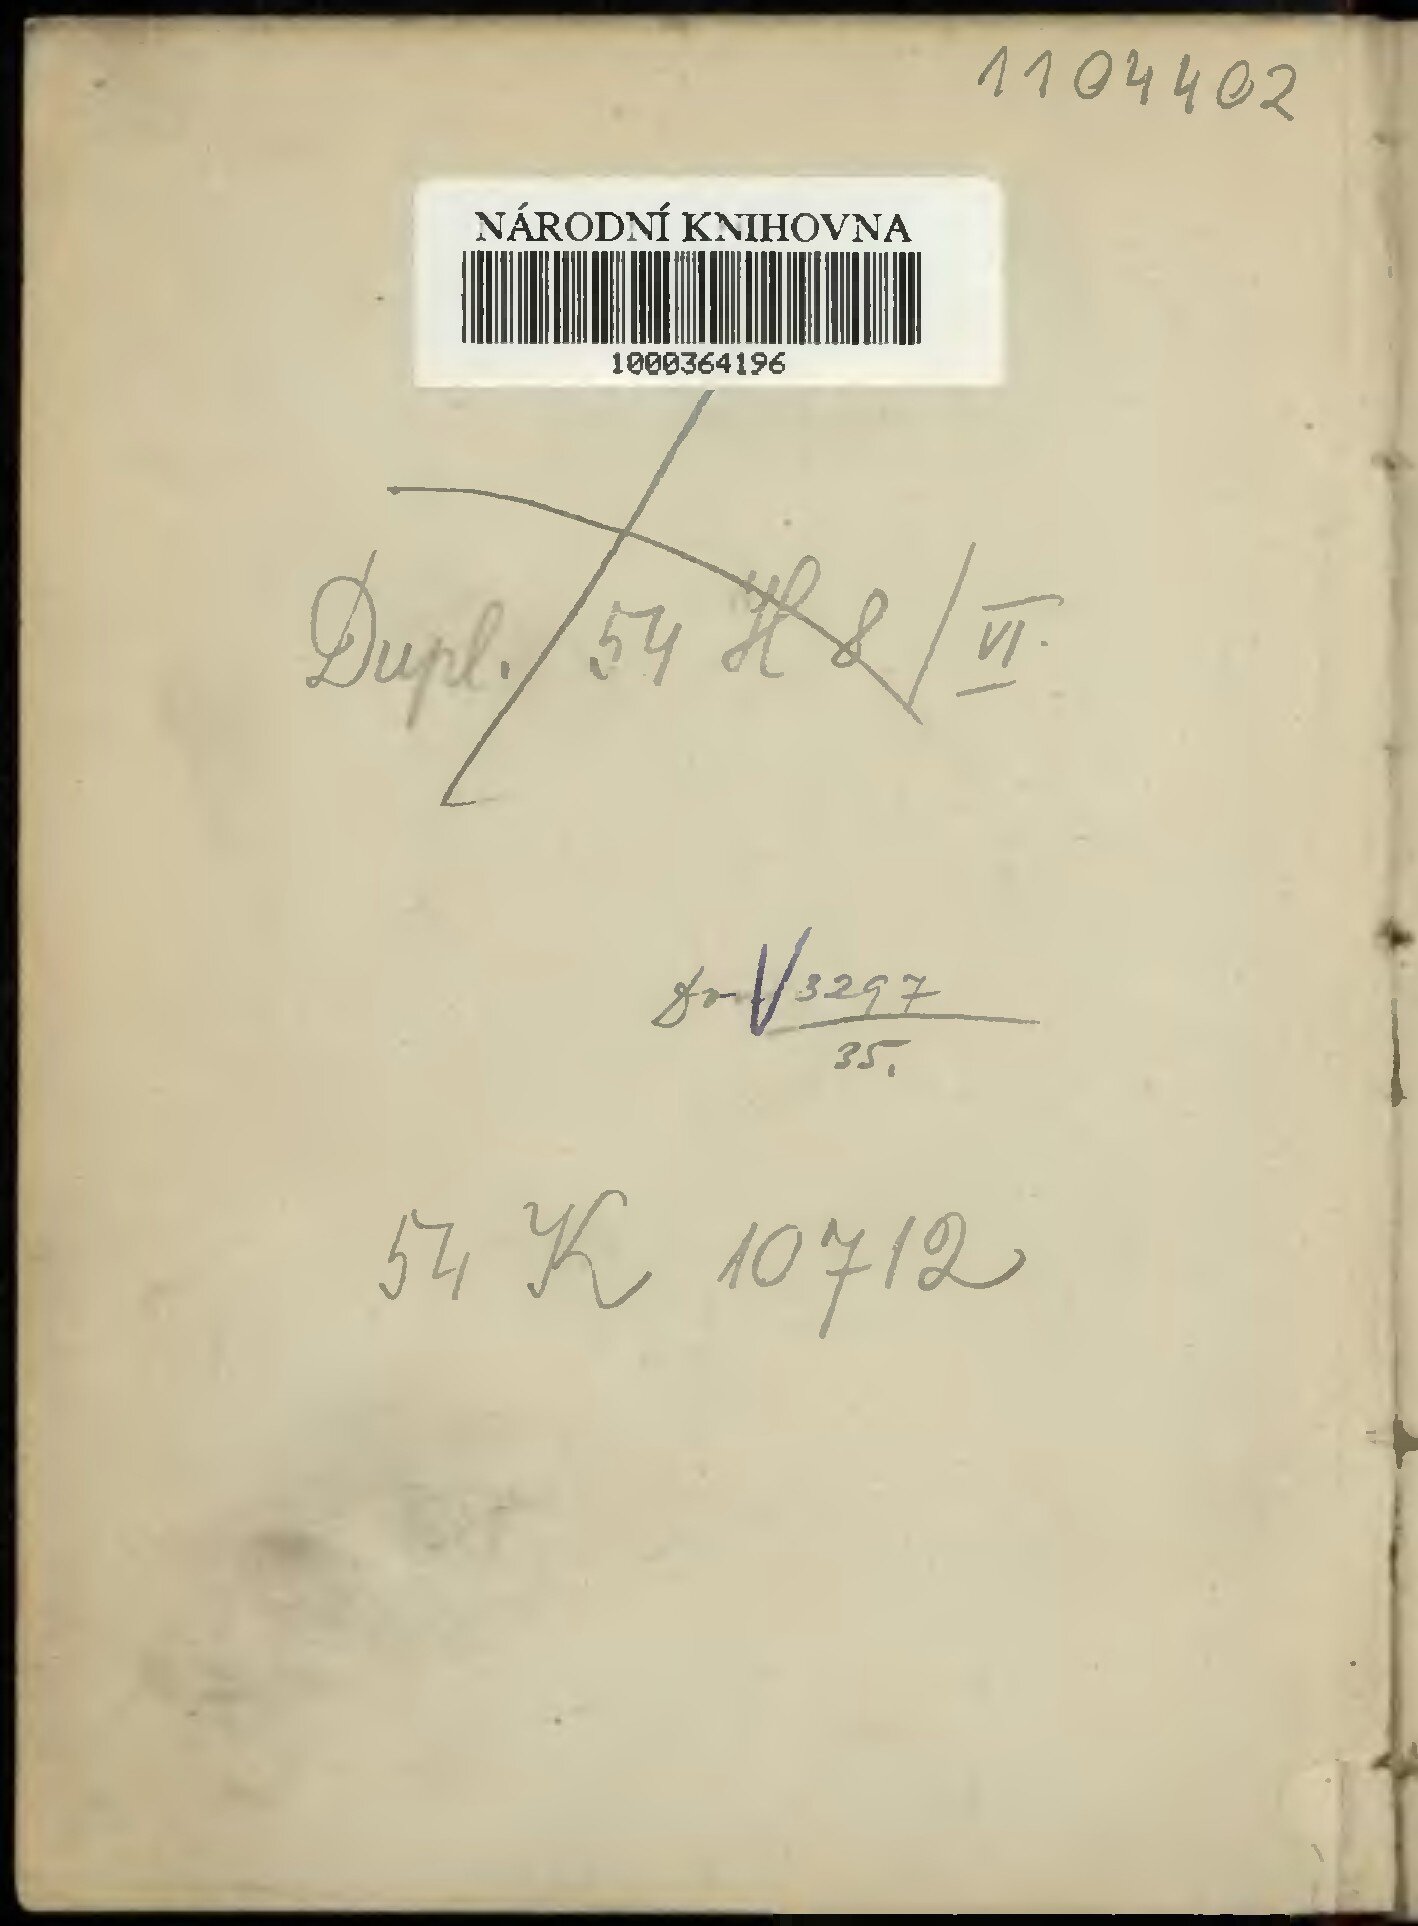 1104402
NÁRODNÍ KNIHOVNA
1000364196
Dupl. 54 H 8/VI.
3297
35.
54 K 10712